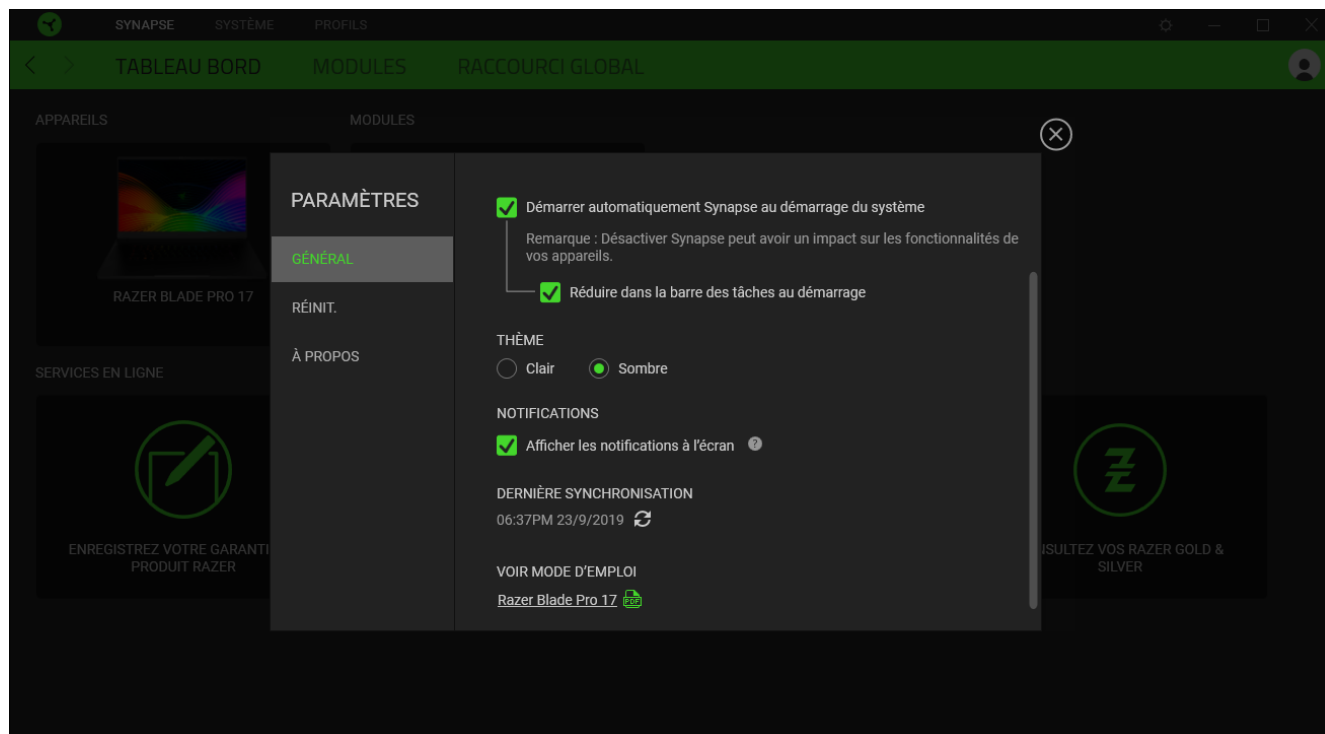 SYNAPSE SYSTÈME PROFILS
TABLEAU BORD MODULES RACCOURCI GLOBAL
APPAREILS
MODULES
RAZER BLADE PRO 17
SERVICES EN LIGNE
ENREGISTREZ VOTRE GARANTI
PRODUIT RAZER
PARAMÈTRES
GÉNÉRAL
RÉINIT.
À PROPOS
Démarrer automatiquement Synapse au démarrage du système
Remarque : Désactiver Synapse peut avoir un impact sur les fonctionnalités de
vos appareils.
Réduire dans la barre des tâches au démarrage
THÈME
Clair Sombre
NOTIFICATIONS
Afficher les notifications à l'écran ?
DERNIÈRE SYNCHRONISATION
06:37PM 23/9/2019
VOIR MODE D'EMPLOI
Razer Blade Pro 17 PDF
NSULTEZ VOS RAZER GOLD &
SILVER